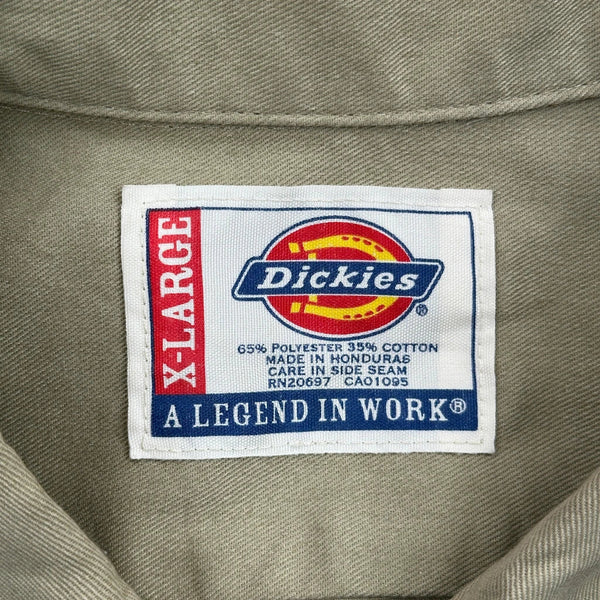 X-LARGE
Dickies®
65% POLYESTER 35% COTTON
MADE IN HONDURAS
CARE IN SIDE SEAM
RN20697 CA01095
A LEGEND IN WORK®